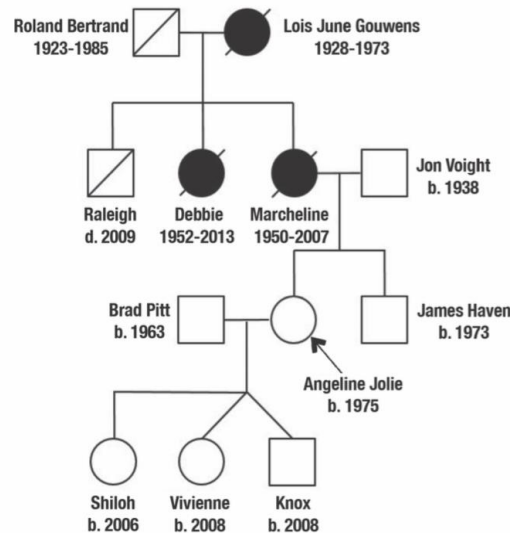 Roland Bertrand
1923-1985
Lois June Gouwens
1928-1973
Raleigh
d. 2009
Debbie
1952-2013
Marcheline
1950-2007
Jon Voight
b. 1938
Brad Pitt
b. 1963
Angeline Jolie
b. 1975
James Haven
b. 1973
Shiloh
b. 2006
Vivienne
b. 2008
Knox
b. 2008